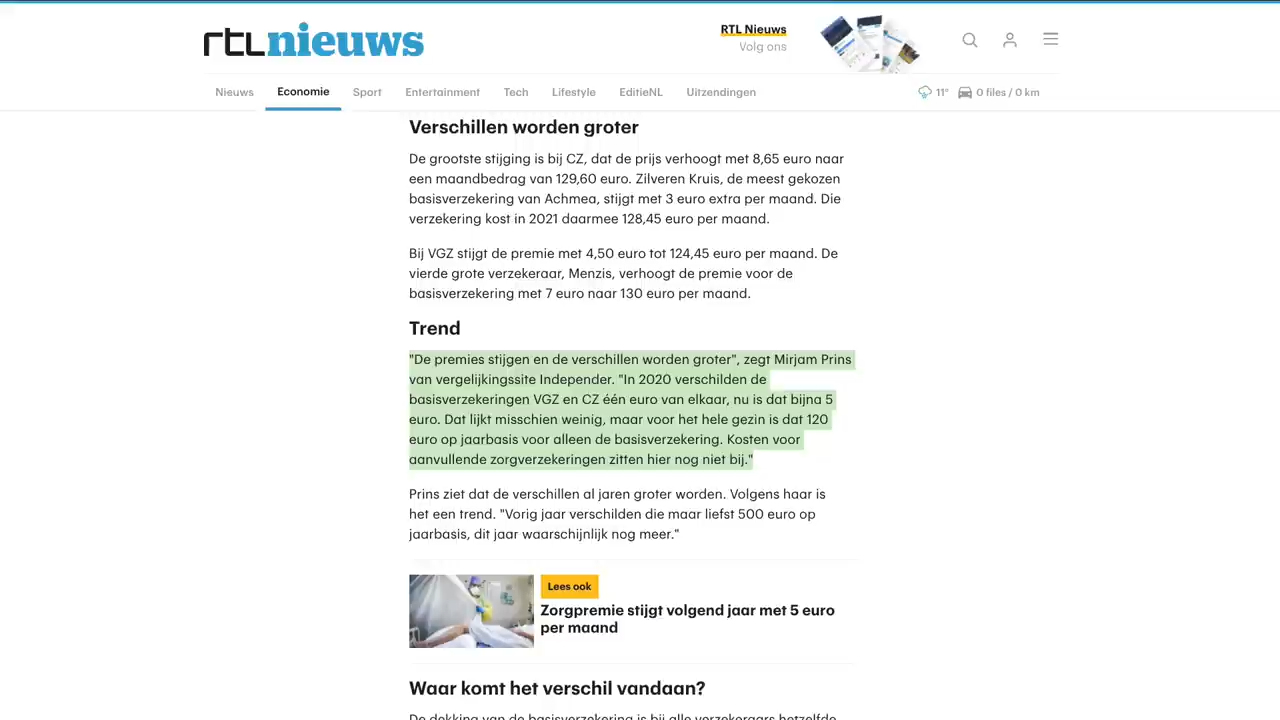 rtlnieuws
RTL Nieuws
Volg ons
Nieuws
Economie
Sport
Entertainment
Tech
Lifestyle
EditieNL
Uitzendingen
11°
0 files / 0 km
Verschillen worden groter
De grootste stijging is bij CZ, dat de prijs verhoogt met 8,65 euro naar
een maandbedrag van 129,60 euro. Zilveren Kruis, de meest gekozen
basisverzekering van Achmea, stijgt met 3 euro extra per maand. Die
verzekering kost in 2021 daarmee 128,45 euro per maand.
Bij VGZ stijgt de premie met 4,50 euro tot 124,45 euro per maand. De
vierde grote verzekeraar, Menzis, verhoogt de premie voor de
basisverzekering met 7 euro naar 130 euro per maand.
Trend
"De premies stijgen en de verschillen worden groter", zegt Mirjam Prins
van vergelijkingssite Independer. "In 2020 verschilden de
basisverzekeringen VGZ en CZ één euro van elkaar, nu is dat bijna 5
euro. Dat lijkt misschien weinig, maar voor het hele gezin is dat 120
euro op jaarbasis voor alleen de basisverzekering. Kosten voor
aanvullende zorgverzekeringen zitten hier nog niet bij."
Prins ziet dat de verschillen al jaren groter worden. Volgens haar is
het een trend. "Vorig jaar verschilden die maar liefst 500 euro op
jaarbasis, dit jaar waarschijnlijk nog meer."
Lees ook
Zorgpremie stijgt volgend jaar met 5 euro
per maand
Waar komt het verschil vandaan?
De dekking van de basisverzekering is bij alle verzekeraars hetzelfde